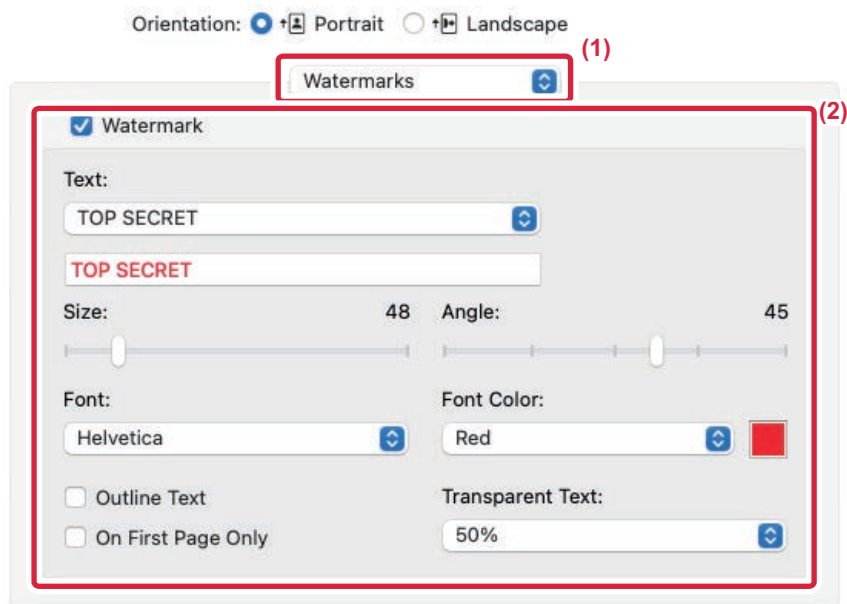 Orientation: Portrait Landscape
(1)
Watermarks
(2)
Watermark
Text:
TOP SECRET
TOP SECRET
Size: 48 Angle: 45
Font: Font Color:
Helvetica Red
Outline Text Transparent Text:
On First Page Only 50%